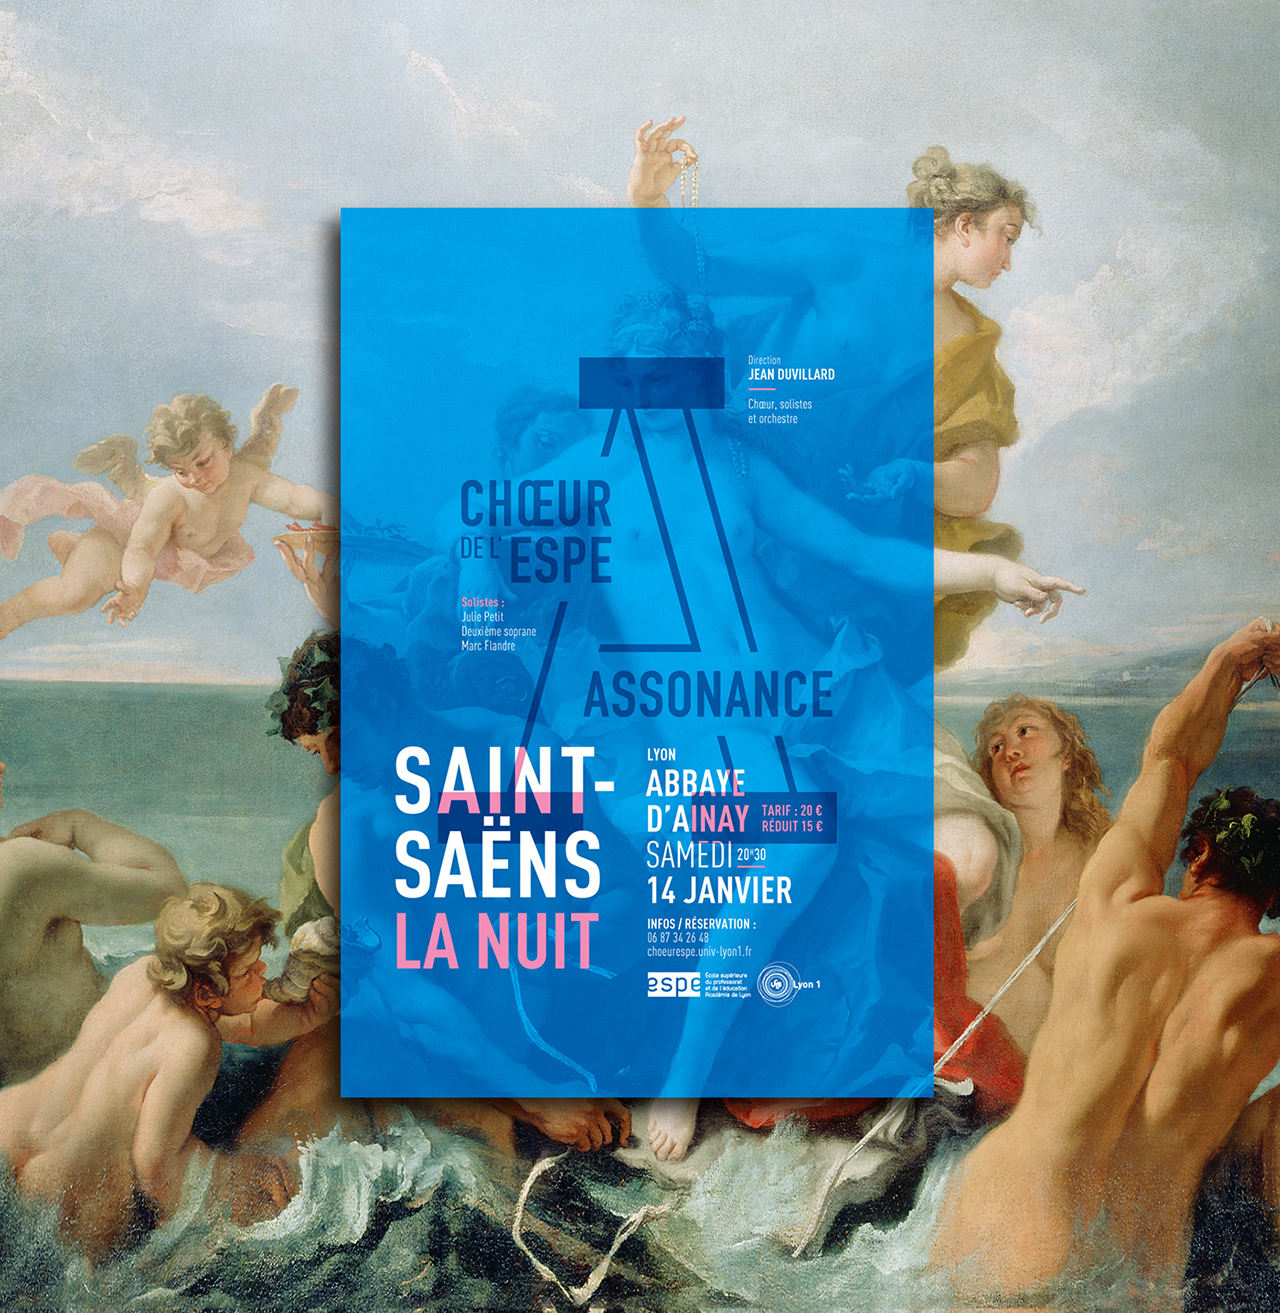 Direction
JEAN DUVILLARD
Chœur, solistes
et orchestre
CHŒUR
DE L'ESPE
Solistes :
Julie Petit
Deuxième soprane
Marc Flandre
ASSONANCE
SAINT-
SAËNS
LA NUIT
LYON
ABBAYE
D'AINAY
TARIF : 20 €
RÉDUIT 15 €
SAMEDI 20H30
14 JANVIER
INFOS / RÉSERVATION :
06 87 34 26 48
choeurespe.univ-lyon1.fr
espe
École supérieure
du professorat
et de l'éducation
Académie de Lyon
Lyon 1